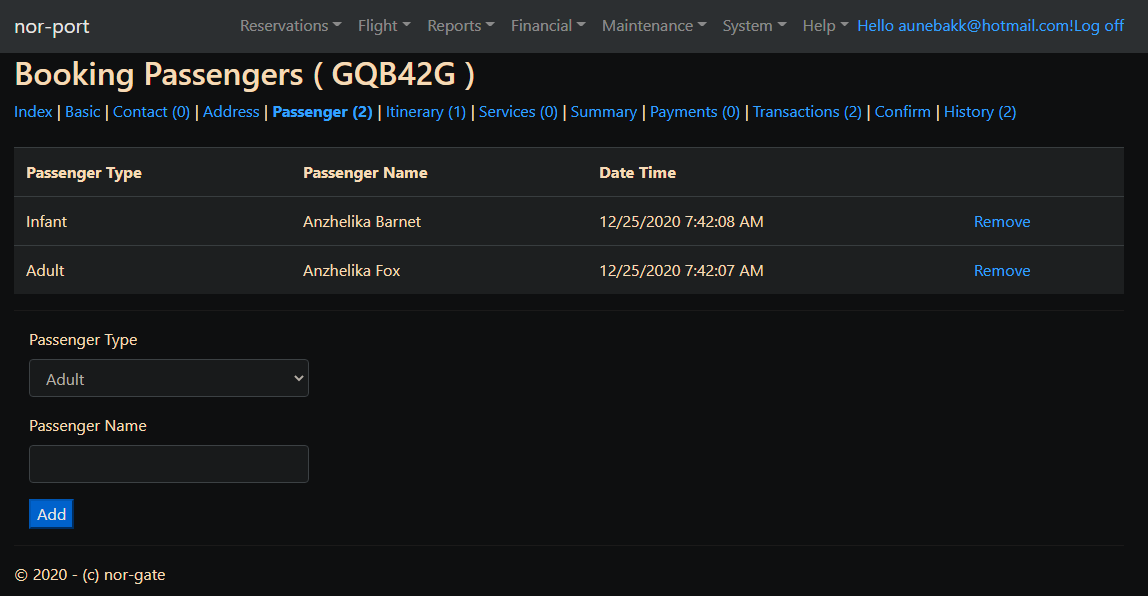 nor-port Reservations Flight Reports Financial Maintenance System Help Hello aunebakk@hotmail.com!Log off
Booking Passengers ( GQB42G )
Index | Basic | Contact (0) | Address | Passenger (2) | Itinerary (1) | Services (0) | Summary | Payments (0) | Transactions (2) | Confirm | History (2)
Passenger Type Passenger Name Date Time
Infant Anzhelika Barnet 12/25/2020 7:42:08 AM Remove
Adult Anzhelika Fox 12/25/2020 7:42:07 AM Remove
Passenger Type
Adult
Passenger Name
Add
© 2020 - (c) nor-gate